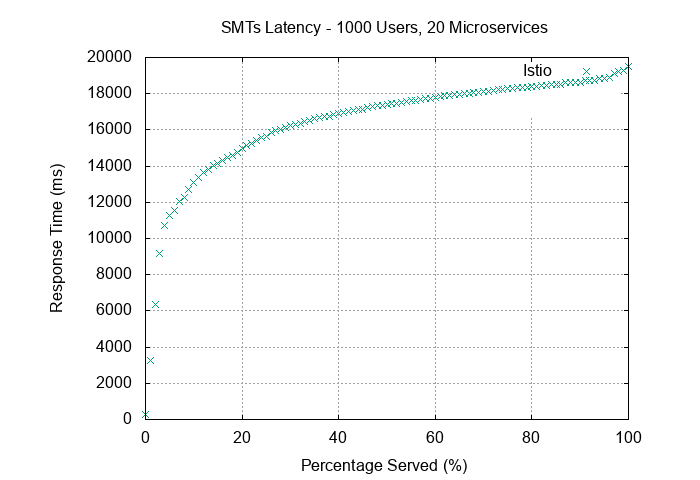 SMTs Latency - 1000 Users, 20 Microservices
20000
18000
16000
14000
12000
10000
8000
6000
4000
2000
0
Response Time (ms)
Istio
0 20 40 60 80 100
Percentage Served (%)